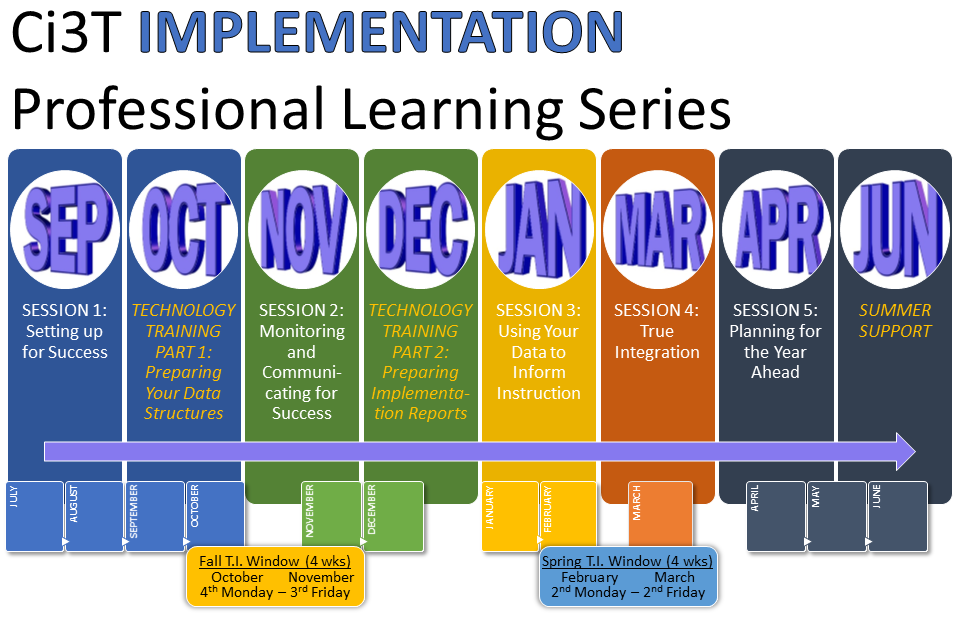 Ci3T IMPLEMENTATION
Professional Learning Series
SEP
SESSION 1:
Setting up
for Success
OCT
TECHNOLOGY
TRAINING
PART 1:
Preparing
Your Data
Structures
NOV
SESSION 2:
Monitoring
and
Communi-
cating for
Success
DEC
TECHNOLOGY
TRAINING
PART 2:
Preparing
Implementa-
tion Reports
JAN
SESSION 3:
Using Your
Data to
Inform
Instruction
MAR
SESSION 4:
True
Integration
APR
SESSION 5:
Planning for
the Year
Ahead
JUN
SUMMER
SUPPORT
JULY
AUGUST
SEPTEMBER
OCTOBER
NOVEMBER
DECEMBER
JANUARY
FEBRUARY
MARCH
APRIL
MAY
JUNE
Fall T.I. Window (4 wks)
October November
4th Monday – 3rd Friday
Spring T.I. Window (4 wks)
February March
2nd Monday – 2nd Friday